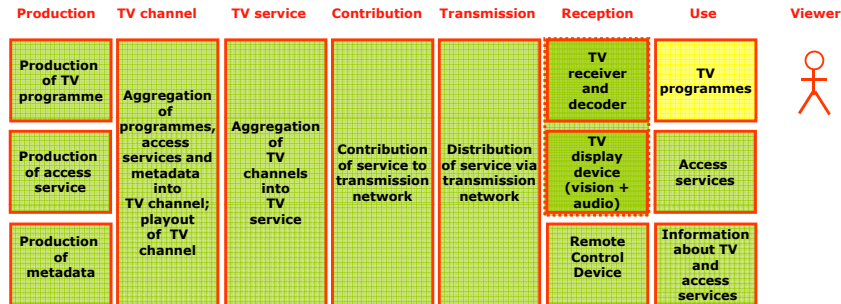 Production TV channel TV service Contribution Transmission Reception Use Viewer
Production
of TV
programme
Production
of access
service
Production
of
metadata
Aggregation
of
programmes,
access
services and
metadata
into
TV channel;
playout
of TV
channel
Aggregation
of
TV
channels
into
TV
service
Contribution
of service to
transmission
network
Distribution
of service via
transmission
network
TV
receiver
and
decoder
TV
display
device
(vision +
audio)
Remote
Control
Device
TV
programmes
Access
services
Information
about TV
and
access
services